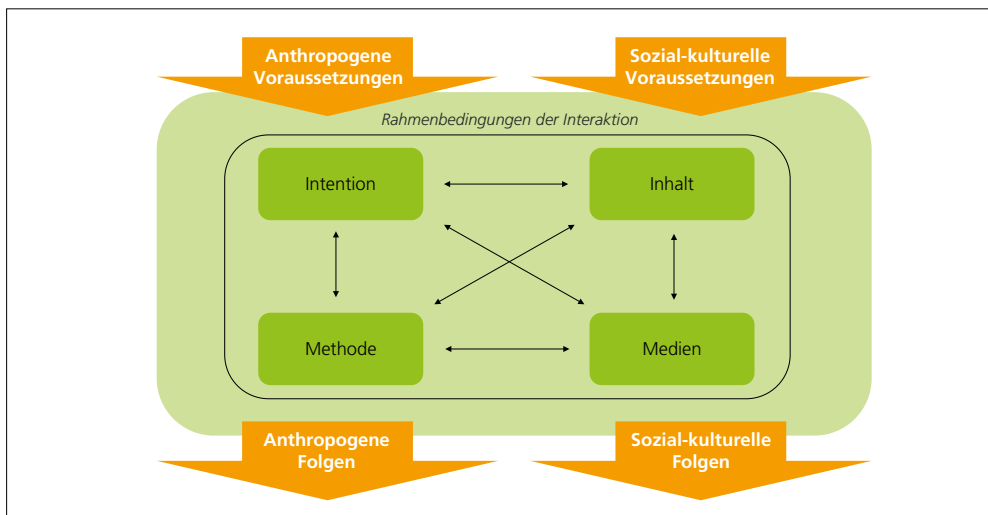 Anthropogene
Voraussetzungen
Sozial-kulturelle
Voraussetzungen
Rahmenbedingungen der Interaktion
Intention
Inhalt
Methode
Medien
Anthropogene
Folgen
Sozial-kulturelle
Folgen